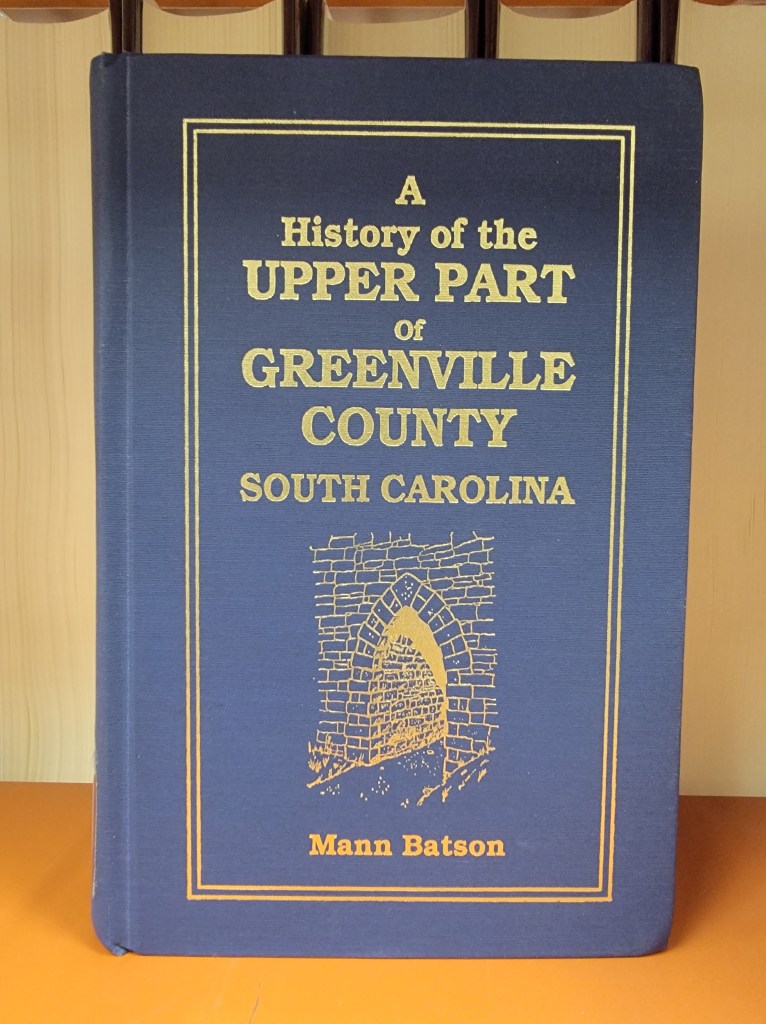 A
History of the
UPPER PART
Of
GREENVILLE
COUNTY
SOUTH CAROLINA
Mann Batson